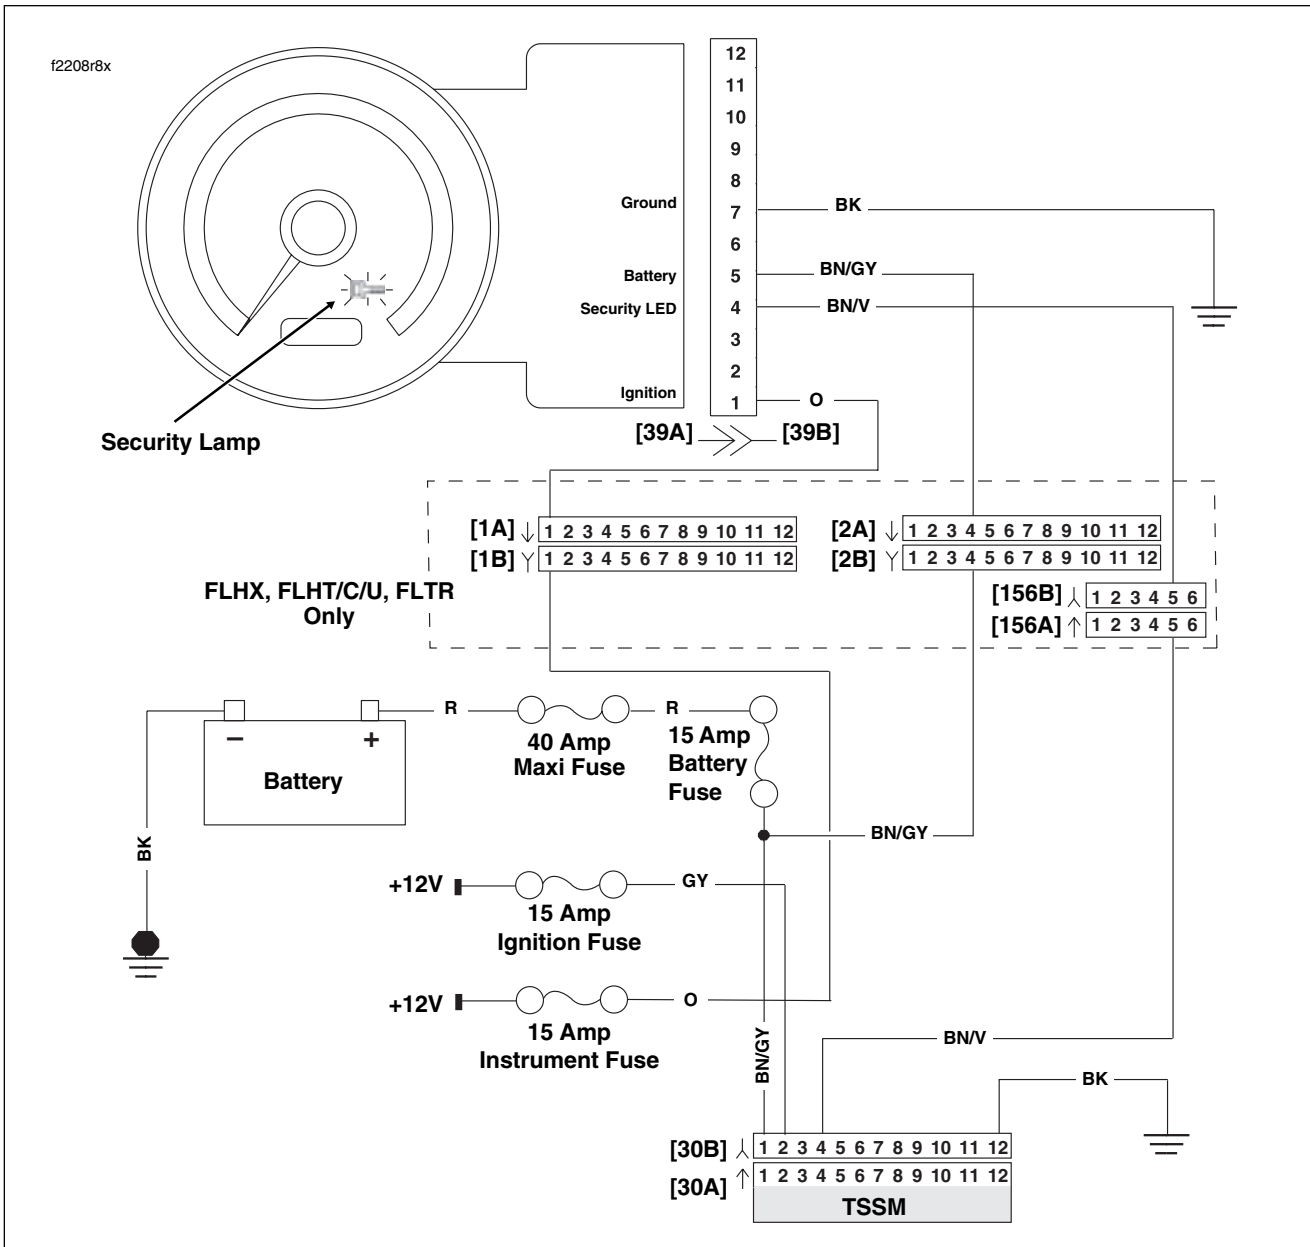 f2208r8x
12
11
10
9
8
Ground
7
BK
6
Battery
5
BN/GY
Security LED
4
BN/V
3
2
Ignition
1
O
Security Lamp
[39A]
[39B]
[1A]
1 2 3 4 5 6 7 8 9 10 11 12
[1B]
1 2 3 4 5 6 7 8 9 10 11 12
[2A]
1 2 3 4 5 6 7 8 9 10 11 12
[2B]
1 2 3 4 5 6 7 8 9 10 11 12
FLHX, FLHT/C/U, FLTR
Only
[156B]
1 2 3 4 5 6
[156A]
1 2 3 4 5 6
R
R
– +
Battery
40 Amp
Maxi Fuse
15 Amp
Battery
Fuse
BK
BN/GY
+12V
GY
15 Amp
Ignition Fuse
+12V
O
15 Amp
Instrument Fuse
BN/GY
BN/V
BK
[30B]
1 2 3 4 5 6 7 8 9 10 11 12
[30A]
1 2 3 4 5 6 7 8 9 10 11 12
TSSM